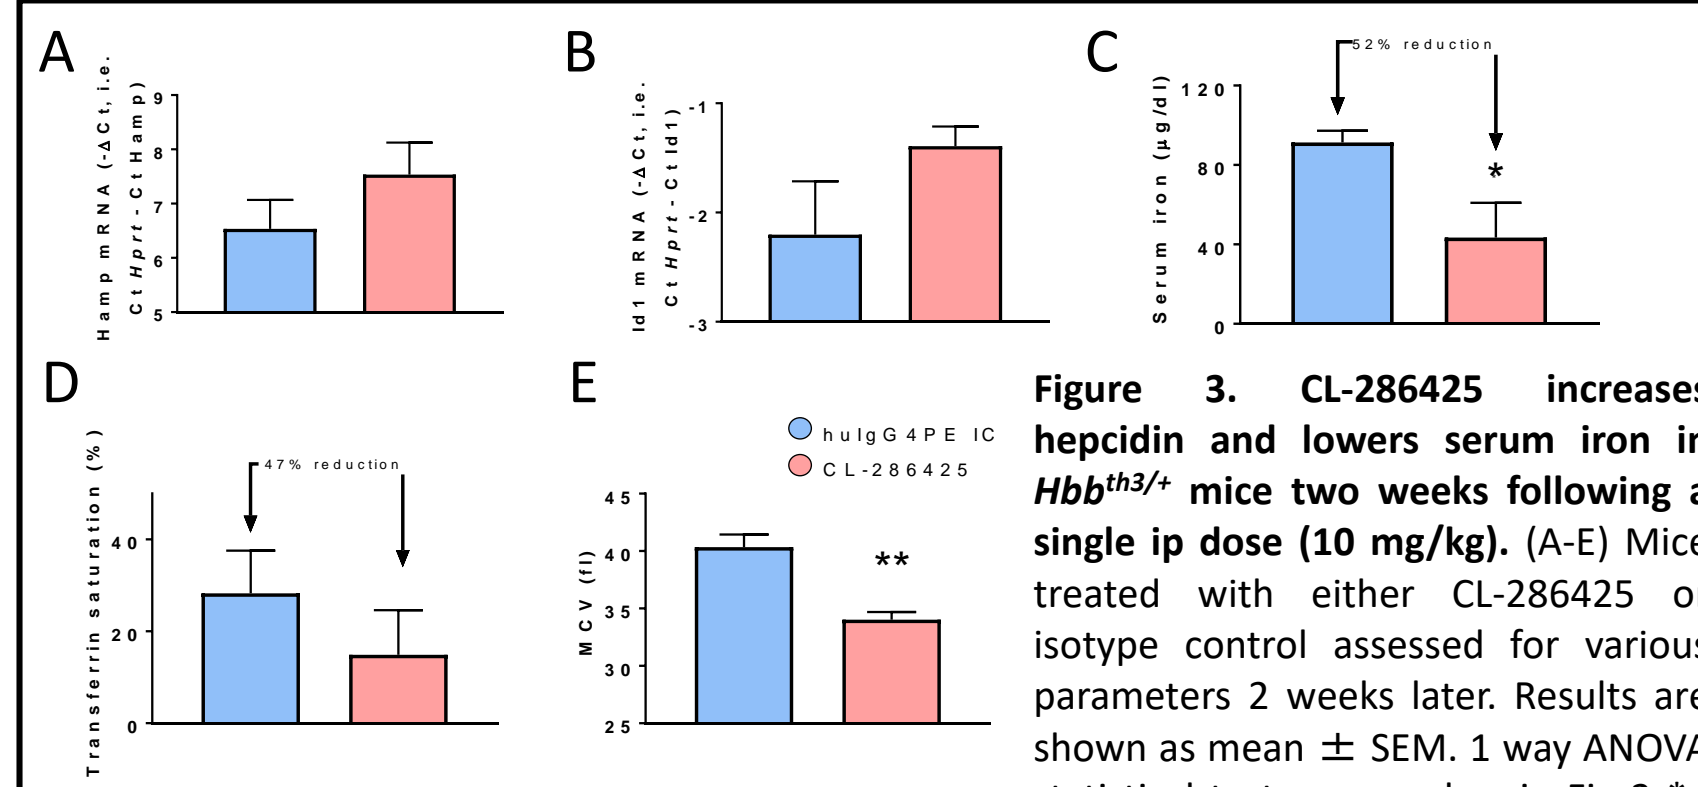 A
Hamp mRNA (-ΔCt, i.e.
Ct Hprt - Ct Hamp)
9
8
7
6
5
B
Id1 mRNA (-ΔCt, i.e.
Ct Hprt - Ct Id1)
-1
-2
-3
C
52% reduction
Serum iron (µg/dl)
120
80
40
0
*
D
47% reduction
Transferrin saturation (%)
40
20
0
E
huIgG4PE IC
CL-286425
MCV (fl)
45
40
35
30
25
**
Figure 3. CL-286425 increases
hepcidin and lowers serum iron in
Hbbth3/+ mice two weeks following a
single ip dose (10 mg/kg). (A-E) Mice
treated with either CL-286425 or
isotype control assessed for various
parameters 2 weeks later. Results are
shown as mean ± SEM. 1 way ANOVA